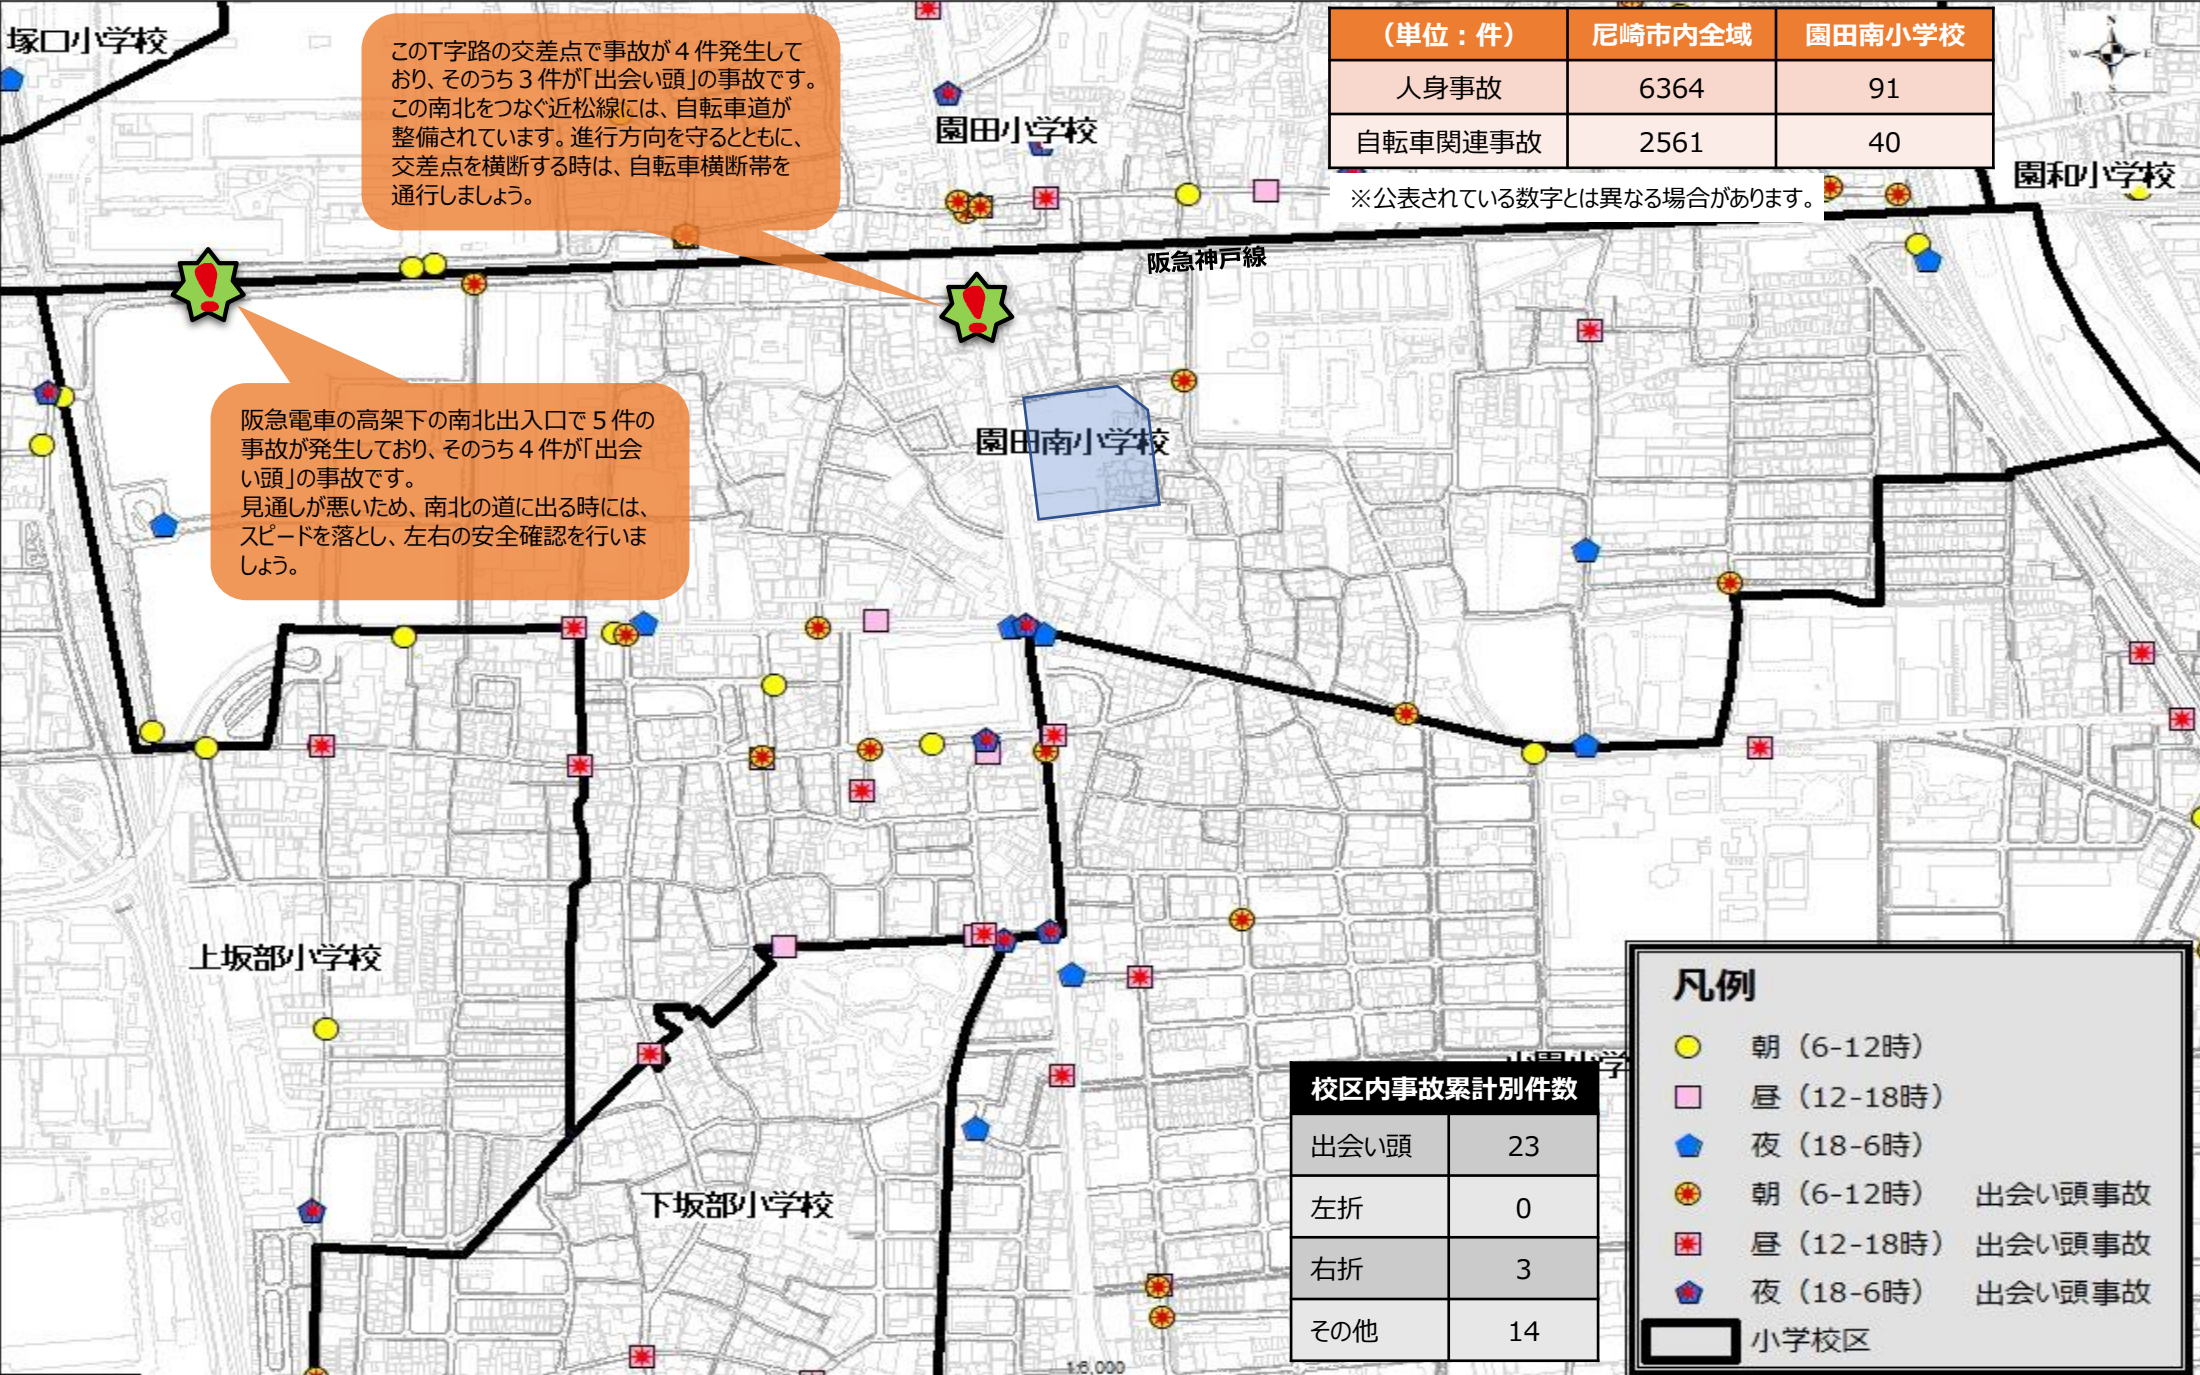 塚口小学校
このT字路の交差点で事故が４件発生して
おり、そのうち３件が「出会い頭」の事故です。
この南北をつなぐ近松線には、自転車道が
整備されています。進行方向を守るとともに、
交差点を横断する時は、自転車横断帯を
通行しましょう。
園田小学校
（単位：件） 尼崎市内全域 園田南小学校
人身事故 6364 91
自転車関連事故 2561 40
※公表されている数字とは異なる場合があります。
N
W E
S
園和小学校
阪急神戸線
阪急電車の高架下の南北出入口で５件の
事故が発生しており、そのうち４件が「出会
い頭」の事故です。
見通しが悪いため、南北の道に出る時には、
スピードを落とし、左右の安全確認を行いま
しょう。
園田南小学校
上坂部小学校
下坂部小学校
校区内事故累計別件数
出会い頭 23
左折 0
右折 3
その他 14
1:6,000
凡例
朝（6-12時）
昼（12-18時）
夜（18-6時）
朝（6-12時） 出会い頭事故
昼（12-18時） 出会い頭事故
夜（18-6時） 出会い頭事故
小学校区